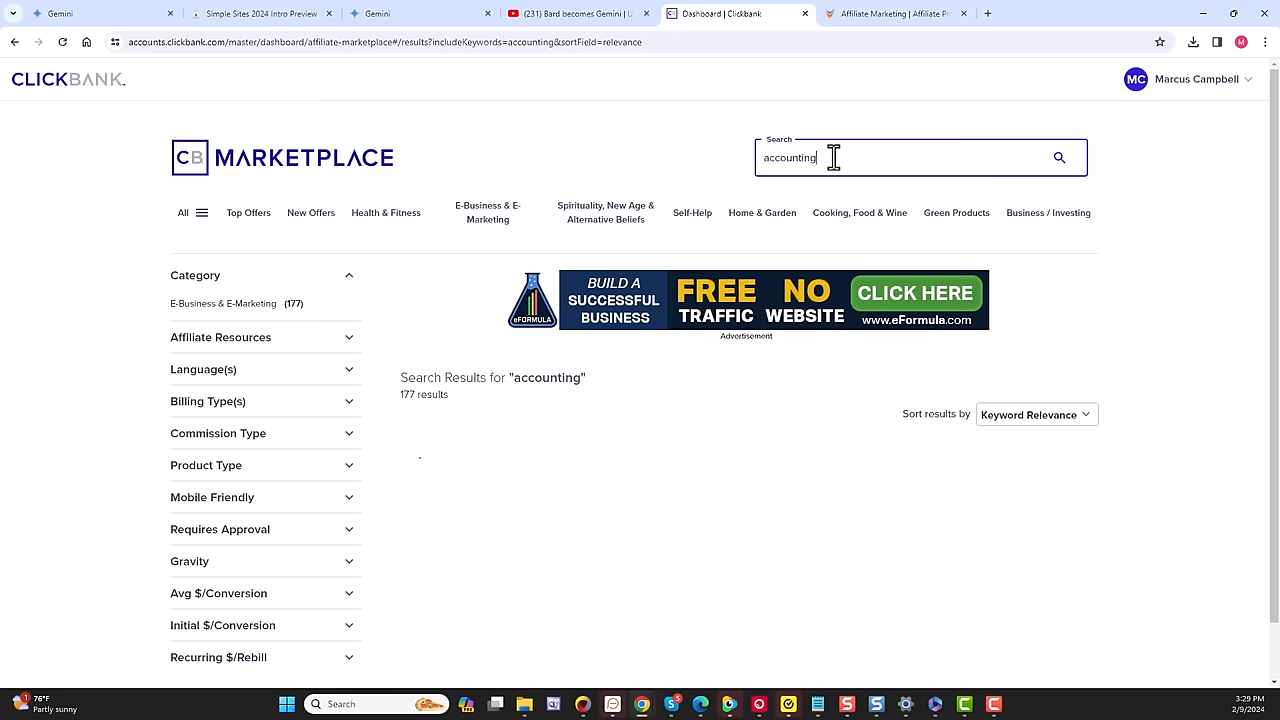 Gemini
Simple Sites 2024 Intro Preview
Gemini
(231) Bard becomes Gemini | U
Dashboard | Clickbank
Affiliate Marketing | Affiliate P
accounts.clickbank.com/master/dashboard/affiliate-marketplace#/results?includeKeywords=accounting&sortField=relevance
M
CLICKBANK
MC
Marcus Campbell
CB MARKETPLACE
Search
accounting
All
Top Offers
New Offers
Health & Fitness
E-Business & E-
Marketing
Spirituality, New Age &
Alternative Beliefs
Self-Help
Home & Garden
Cooking, Food & Wine
Green Products
Business / Investing
Category
E-Business & E-Marketing (177)
Affiliate Resources
Language(s)
Billing Type(s)
Commission Type
Product Type
Mobile Friendly
Requires Approval
Gravity
Avg $/Conversion
Initial $/Conversion
Recurring $/Rebill
eFORMULA
BUILD A
SUCCESSFUL
BUSINESS
FREE
TRAFFIC
NO
WEBSITE
CLICK HERE
www.eFormula.com
Advertisement
Search Results for "accounting"
177 results
Sort results by
Keyword Relevance
1
76°F
Partly sunny
Search
5
3:29 PM
2/9/2024